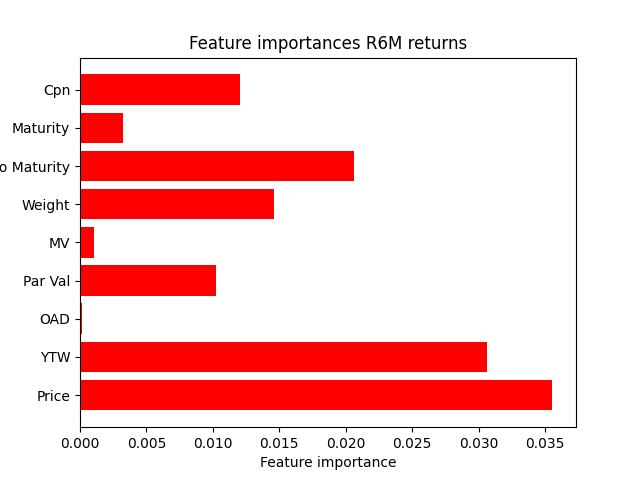 Feature importances R6M returns
Cpn
Maturity
o Maturity
Weight
MV
Par Val
OAD
YTW
Price
0.000 0.005 0.010 0.015 0.020 0.025 0.030 0.035
Feature importance